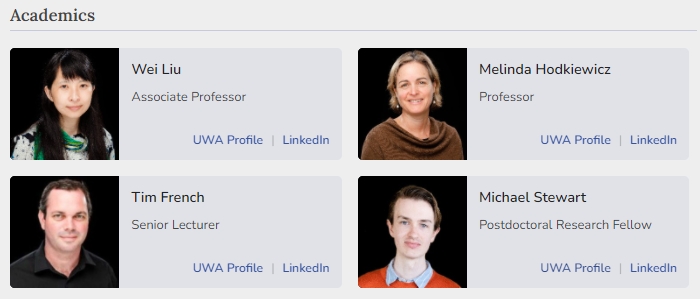 Academics
Wei Liu
Associate Professor
UWA Profile | LinkedIn
Melinda Hodkiewicz
Professor
UWA Profile | LinkedIn
Tim French
Senior Lecturer
UWA Profile | LinkedIn
Michael Stewart
Postdoctoral Research Fellow
UWA Profile | LinkedIn